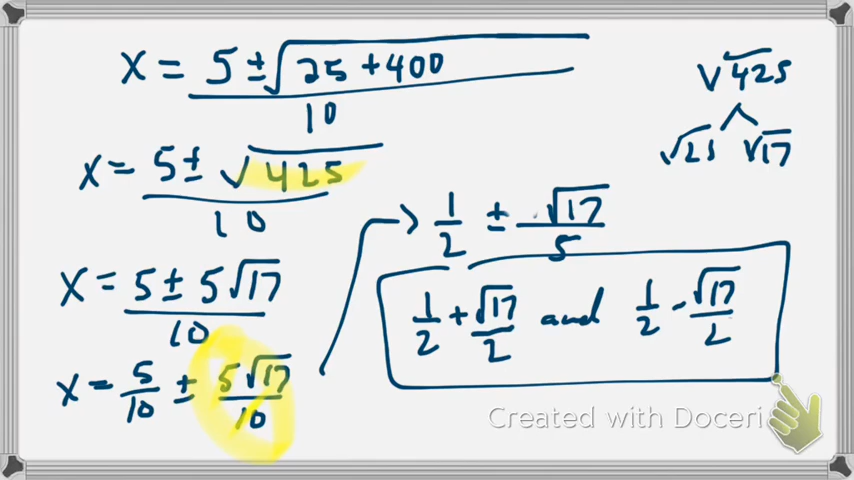 x = 5 ± √25 + 400
10
x = 5 ± √425
10
x = 5 ± 5√17
10
x = 5/10 ± 5√17/10
√425
√25 √17
> 1/2 ± √17/5
1/2 + √17/2 and 1/2 - √17/2
Created with Doceri